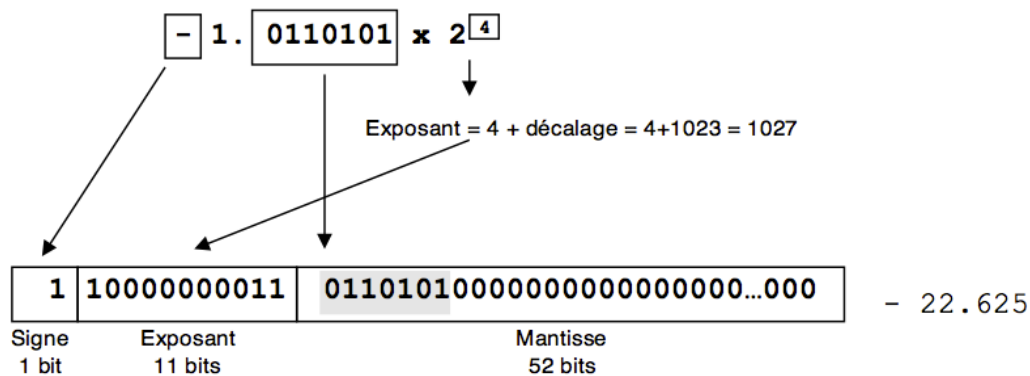 - 1. 0110101 x 2 4
Exposant = 4 + décalage = 4+1023 = 1027
1 10000000011 01101010000000000000000...000
- 22.625
Signe Exposant Mantisse
1 bit 11 bits 52 bits